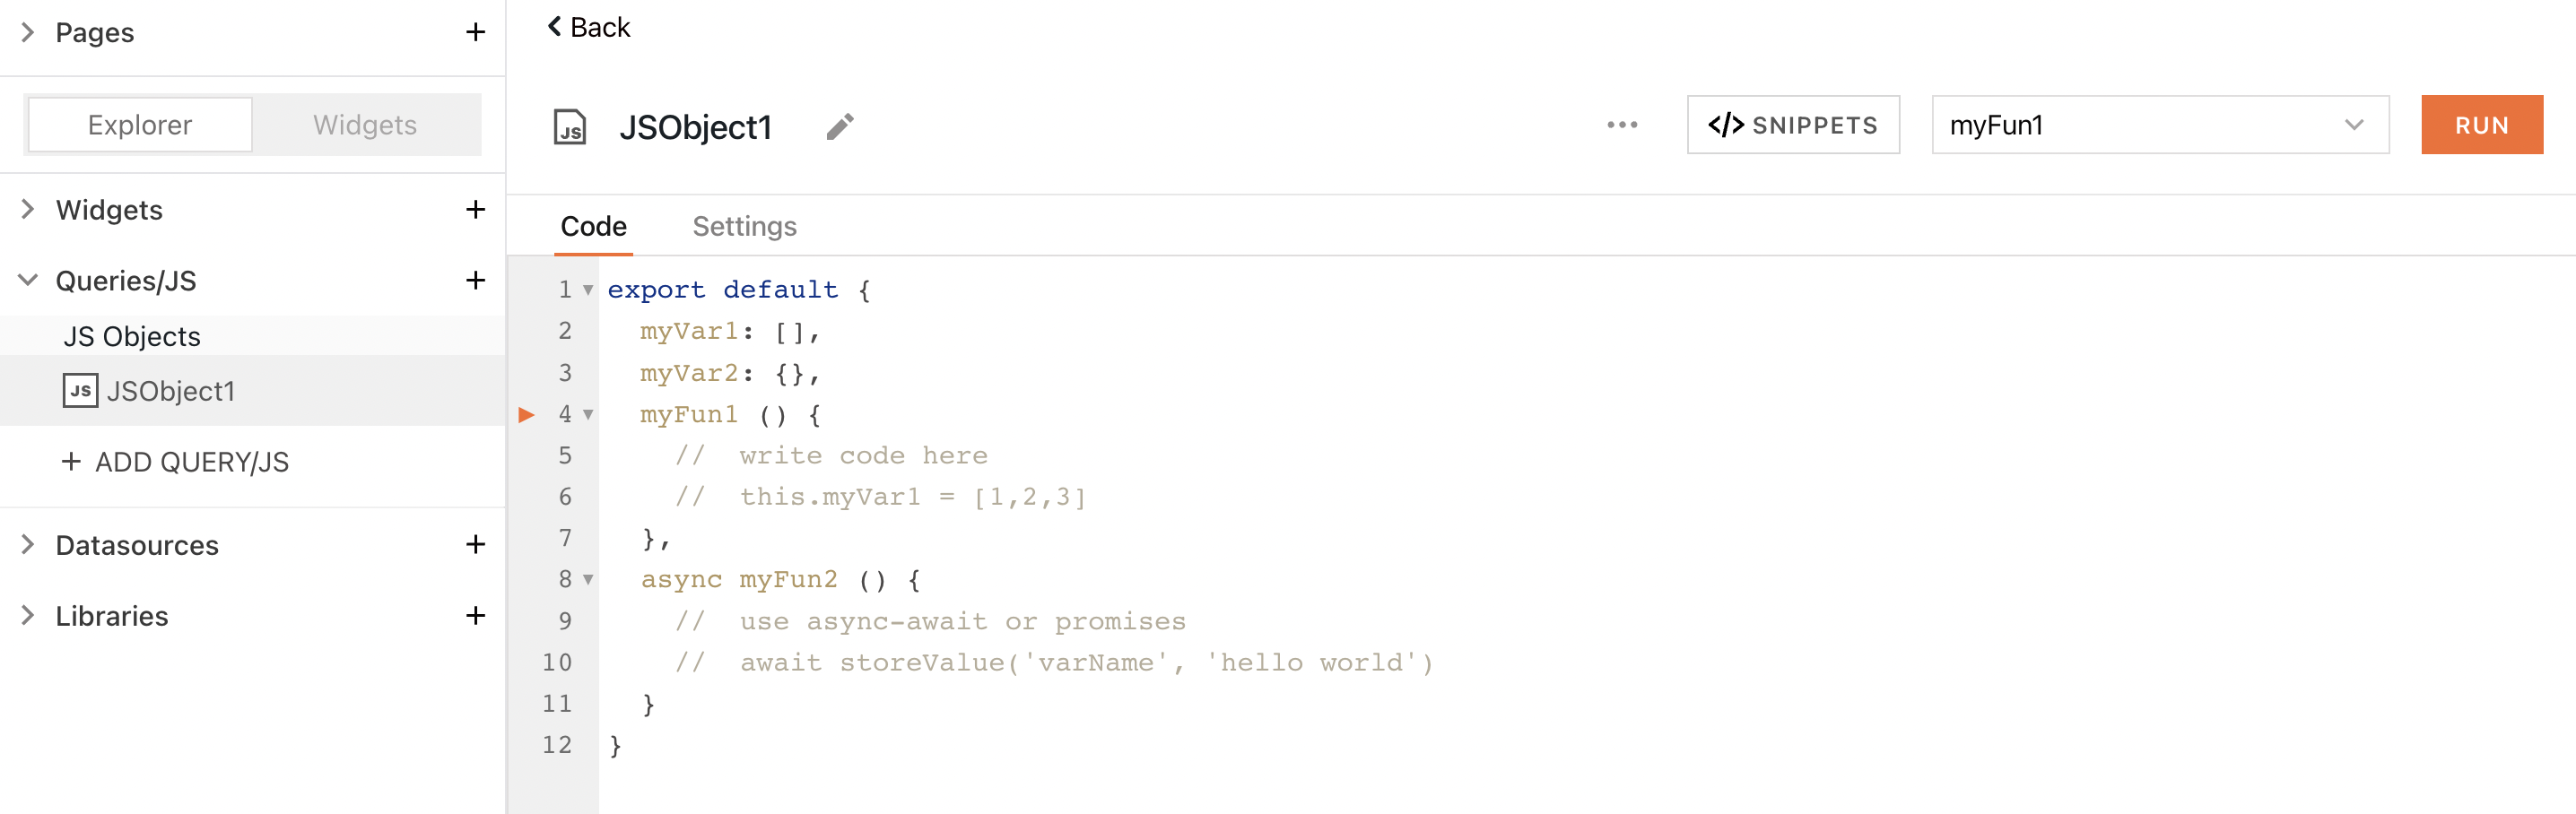 Pages +
Explorer Widgets
Widgets +
Queries/JS +
JS Objects
JS JSObject1
+ ADD QUERY/JS
Datasources +
Libraries +
Back
JS JSObject1
</> SNIPPETS
myFun1
RUN
Code Settings
1 export default {
2 myVar1: [],
3 myVar2: {},
4 myFun1 () {
5 // write code here
6 // this.myVar1 = [1,2,3]
7 },
8 async myFun2 () {
9 // use async-await or promises
10 // await storeValue('varName', 'hello world')
11 }
12 }